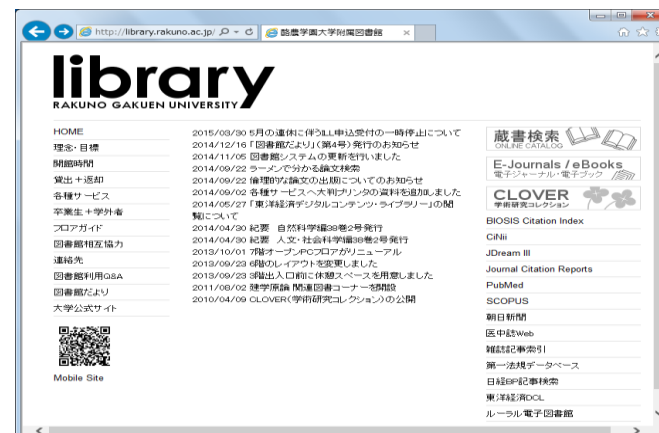 http://library.rakuno.ac.jp/
酪農学園大学附属図書館
library
RAKUNO GAKUEN UNIVERSITY
HOME
理念・目標
開館時間
貸出+返却
各種サービス
卒業生+学外者
フロアガイド
図書館相互協力
連絡先
図書館利用Q&A
図書館だより
大学公式サイト
Mobile Site
2015/03/30 5月の連休に伴うILL申込受付の一時停止について
2014/12/16 「図書館だより」(第4号)発行のお知らせ
2014/11/05 図書館システムの更新を行いました
2014/09/22 ラーメンで分かる論文検索
2014/09/22 倫理的な論文の出版についてのお知らせ
2014/09/02 各種サービスへ大判プリンタの資料を追加しました
2014/05/27 「東洋経済デジタルコンテンツ・ライブラリー」の閲
覧について
2014/04/30 紀要 自然科学編38巻2号発行
2014/04/30 紀要 人文・社会科学編38巻2号発行
2013/10/01 7階オープンPCフロアがリニューアル
2013/09/23 6階のレイアウトを変更しました
2013/09/23 3階出入口前に休憩スペースを用意しました
2011/08/02 建学原論 関連図書コーナーを開設
2010/04/09 CLOVER(学術研究コレクション)の公開
蔵書検索
ONLINE CATALOG
E-Journals / eBooks
電子ジャーナル・電子ブック
CLOVER
学術研究コレクション
BIOSIS Citation Index
CiNii
JDream III
Journal Citation Reports
PubMed
SCOPUS
朝日新聞
医中誌Web
雑誌記事索引
第一法規データベース
日経BP記事検索
東洋経済DCL
ルーラル電子図書館